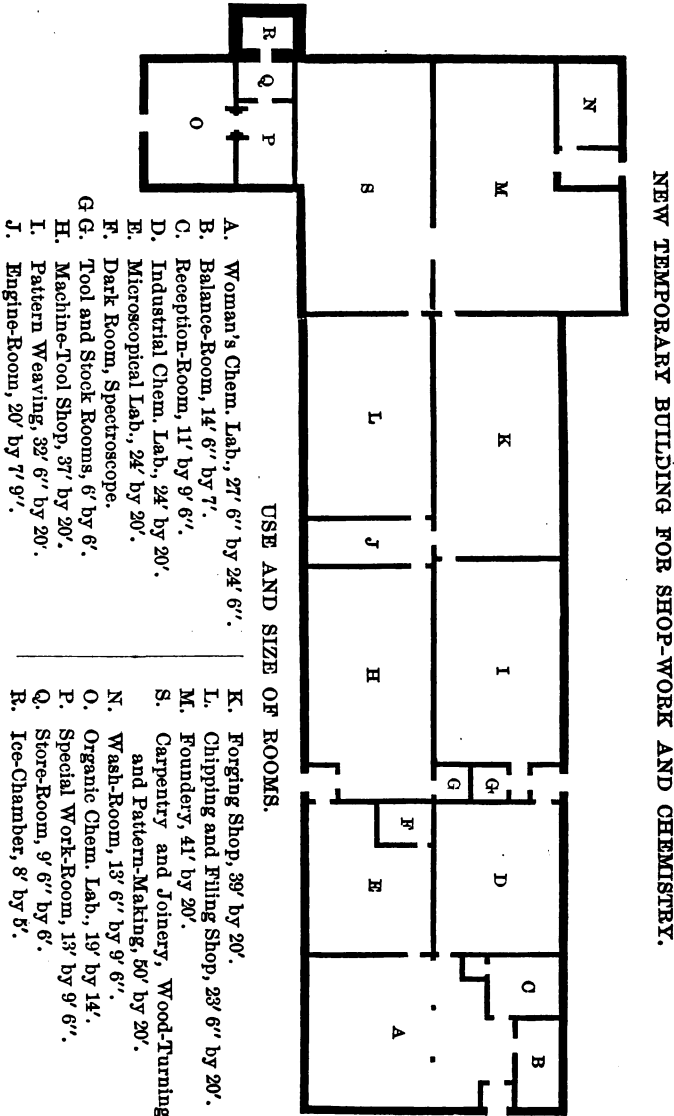 NEW TEMPORARY BUILDING FOR SHOP-WORK AND CHEMISTRY.
N
M
K
I
G
G
D
C
B
R
Q
P
O
S
L
J
H
F
E
A
USE AND SIZE OF ROOMS.
A. Woman's Chem. Lab., 27' 6" by 24' 6".
B. Balance-Room, 14' 6" by 7'.
C. Reception-Room, 11' by 9' 6".
D. Industrial Chem. Lab., 24' by 20'.
E. Microscopical Lab., 24' by 20'.
F. Dark Room, Spectroscope.
G G. Tool and Stock Rooms, 6' by 6'.
H. Machine-Tool Shop, 37' by 20'.
I. Pattern Weaving, 32' 6" by 20'.
J. Engine-Room, 20' by 7' 9".
K. Forging Shop, 39' by 20'.
L. Chipping and Filing Shop, 23' 6" by 20'.
M. Foundery, 41' by 20'.
S. Carpentry and Joinery, Wood-Turning
and Pattern-Making, 50' by 20'.
N. Wash-Room, 13' 6" by 9' 6".
O. Organic Chem. Lab., 19' by 14'.
P. Special Work-Room, 13' by 9' 6".
Q. Store-Room, 9' 6" by 6'.
R. Ice-Chamber, 8' by 5'.